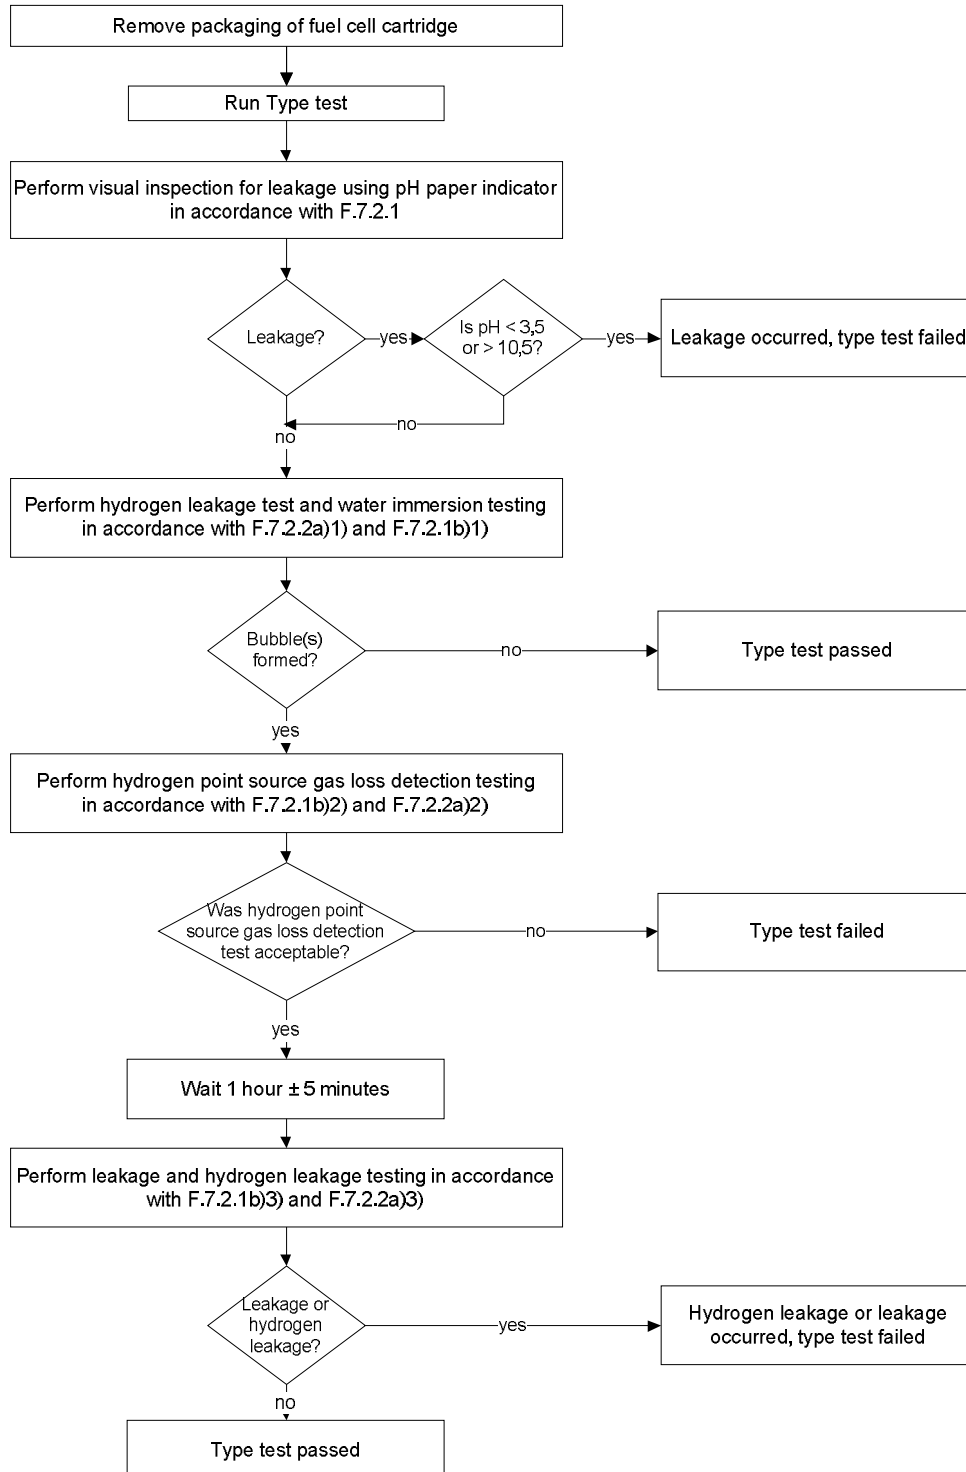 Remove packaging of fuel cell cartridge
Run Type test
Perform visual inspection for leakage using pH paper indicator
in accordance with F.7.2.1
Leakage?
yes
Is pH < 3,5
or > 10,5?
yes
Leakage occurred, type test failed
no
no
Perform hydrogen leakage test and water immersion testing
in accordance with F.7.2.2a)1) and F.7.2.1b)1)
Bubble(s)
formed?
no
Type test passed
yes
Perform hydrogen point source gas loss detection testing
in accordance with F.7.2.1b)2) and F.7.2.2a)2)
Was hydrogen point
source gas loss detection
test acceptable?
no
Type test failed
yes
Wait 1 hour ± 5 minutes
Perform leakage and hydrogen leakage testing in accordance
with F.7.2.1b)3) and F.7.2.2a)3)
Leakage or
hydrogen
leakage?
yes
Hydrogen leakage or leakage
occurred, type test failed
no
Type test passed